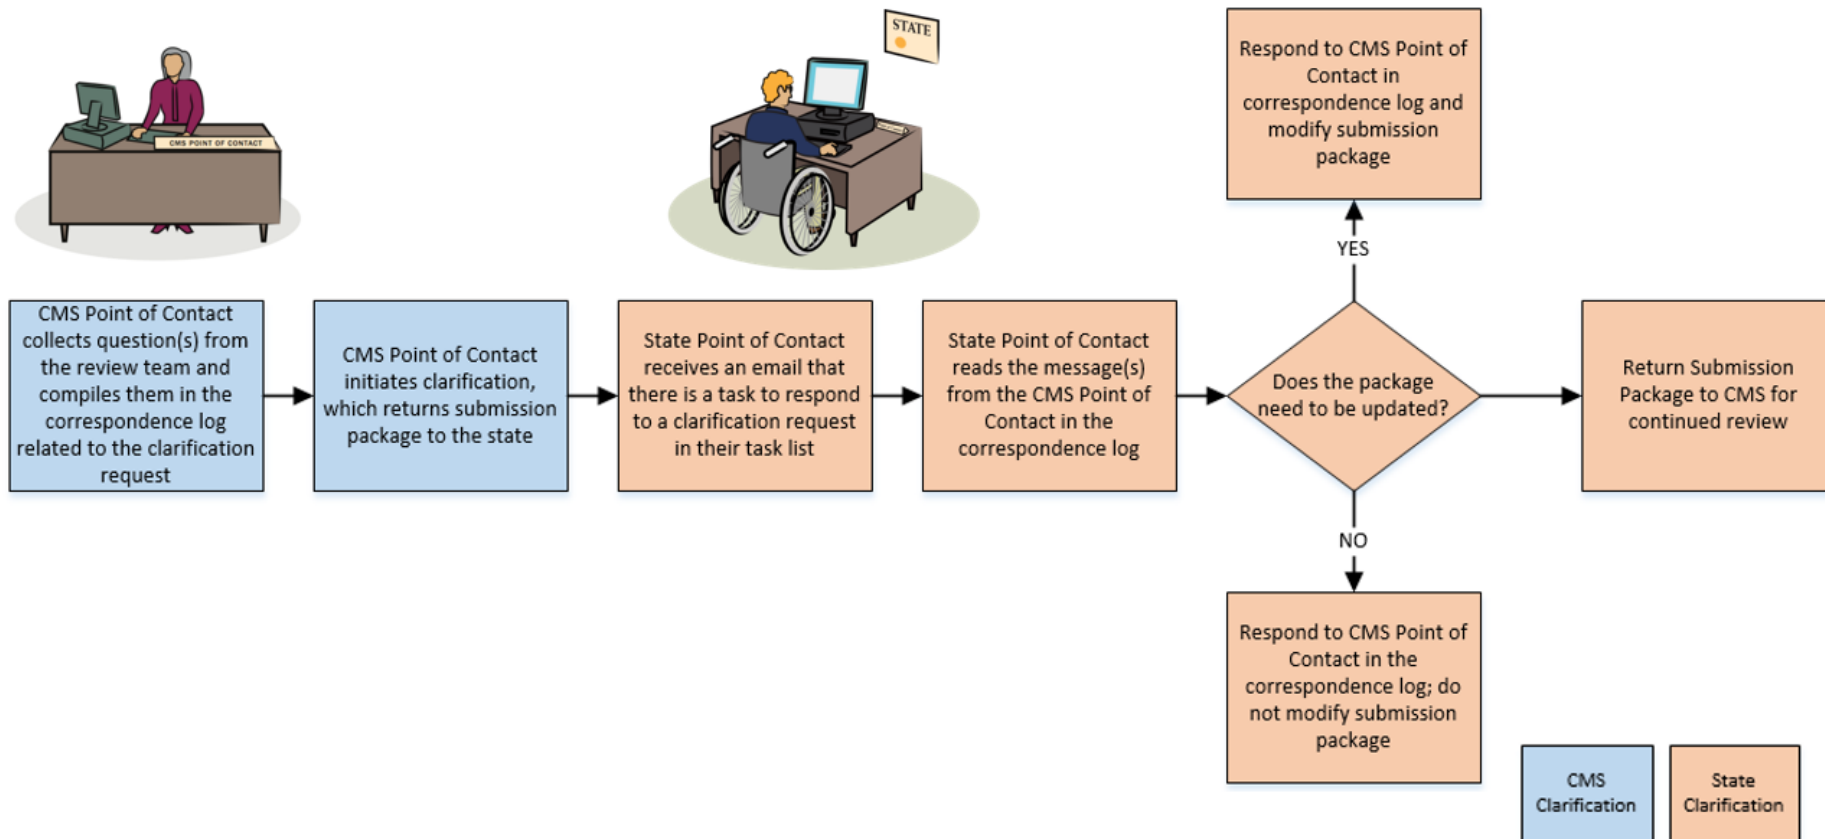 STATE
CMS POINT OF CONTACT
Respond to CMS Point of
Contact in
correspondence log and
modify submission
package
YES
CMS Point of Contact
collects question(s) from
the review team and
compiles them in the
correspondence log
related to the clarification
request
CMS Point of Contact
initiates clarification,
which returns submission
package to the state
State Point of Contact
receives an email that
there is a task to respond
to a clarification request
in their task list
State Point of Contact
reads the message(s)
from the CMS Point of
Contact in the
correspondence log
Does the package
need to be updated?
Return Submission
Package to CMS for
continued review
NO
Respond to CMS Point of
Contact in the
correspondence log; do
not modify submission
package
CMS
Clarification
State
Clarification